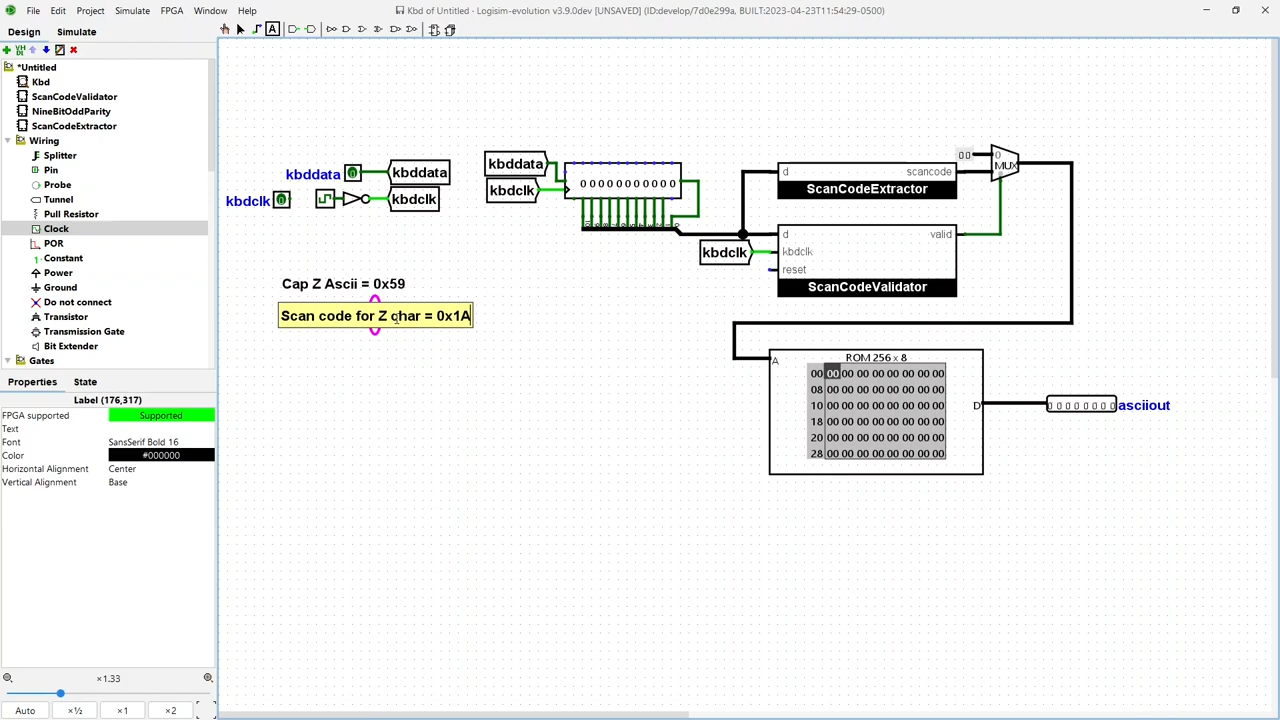 Kbd of Untitled - Logisim-evolution v3.9.0dev [UNSAVED] (ID:develop/7d0e299a, BUILT:2023-04-23T11:54:29-0500)
File Edit Project Simulate FPGA Window Help
Design Simulate
A
VH
DL
*Untitled
Kbd
ScanCodeValidator
NineBitOddParity
ScanCodeExtractor
Wiring
Splitter
Pin
Probe
Tunnel
Pull Resistor
Clock
POR
Constant
Power
Ground
Do not connect
Transistor
Transmission Gate
Bit Extender
Gates
Properties State
Label (176,317)
FPGA supported Supported
Text
Font SansSerif Bold 16
Color #000000
Horizontal Alignment Center
Vertical Alignment Base
×1.33
Auto ×½ ×1 ×2
kbddata 0 kbddata
kbdclk 0 kbdclk
kbddata
kbdclk
0 0 0 0 0 0 0 0 0 0 0
d scancode
ScanCodeExtractor
00 0
MUX
d valid
kbdclk kbdclk
reset
ScanCodeValidator
Cap Z Ascii = 0x59
Scan code for Z char = 0x1A
ROM 256 x 8
A
00 00 00 00 00 00 00 00 00
08 00 00 00 00 00 00 00 00
10 00 00 00 00 00 00 00 00
18 00 00 00 00 00 00 00 00
20 00 00 00 00 00 00 00 00
28 00 00 00 00 00 00 00 00
D
0 0 0 0 0 0 0 0 asciiout